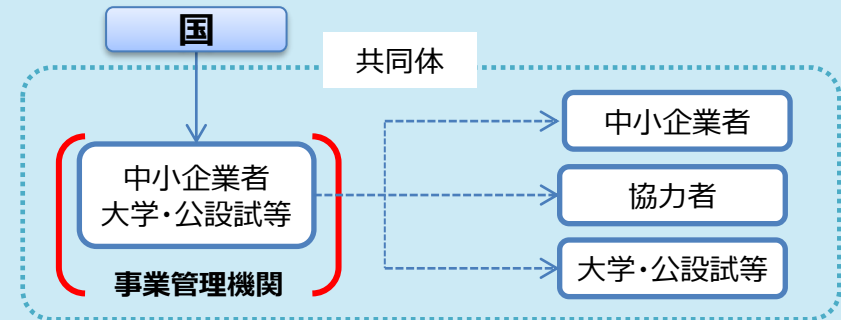 国
共同体
中小企業者
大学・公設試等
事業管理機関
中小企業者
協力者
大学・公設試等